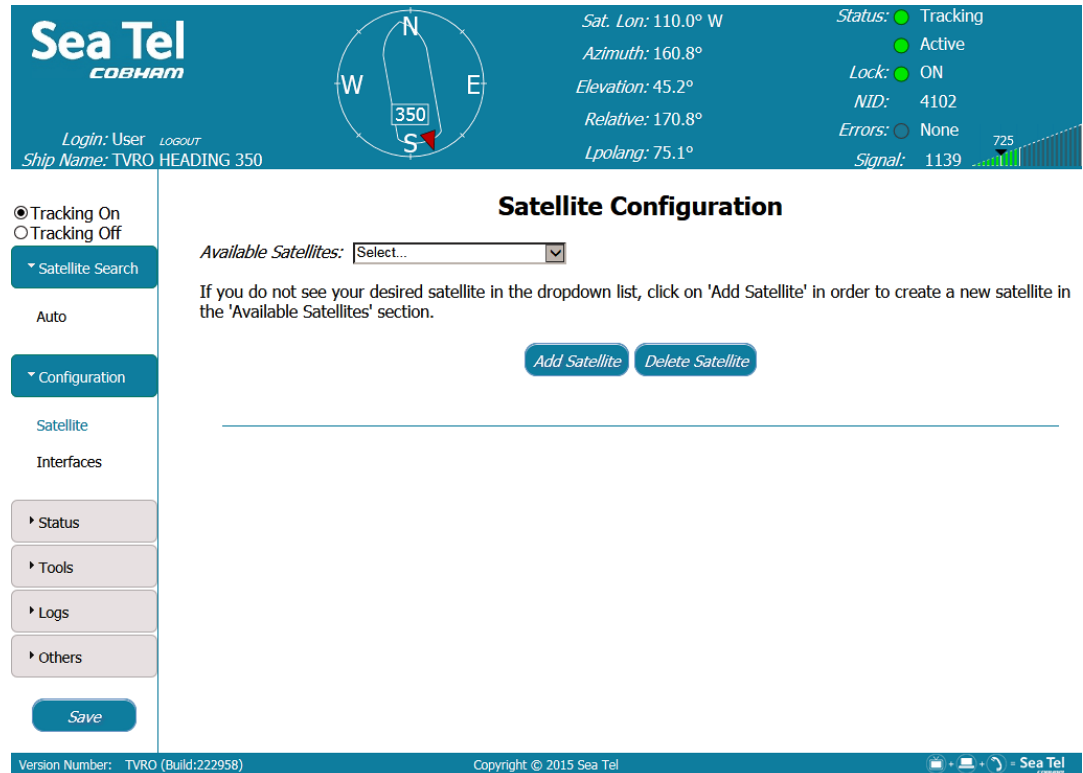 Sea Tel
COBHAM
Login: User LOGOUT
Ship Name: TVRO HEADING 350
N
W
E
350
S
Sat. Lon: 110.0° W
Azimuth: 160.8°
Elevation: 45.2°
Relative: 170.8°
Lpolang: 75.1°
Status: Tracking
Active
Lock: ON
NID: 4102
Errors: None
Signal: 1139
725
Tracking On
Tracking Off
Satellite Search
Auto
Configuration
Satellite
Interfaces
Status
Tools
Logs
Others
Save
Satellite Configuration
Available Satellites: Select...
If you do not see your desired satellite in the dropdown list, click on 'Add Satellite' in order to create a new satellite in
the 'Available Satellites' section.
Add Satellite Delete Satellite
Version Number: TVRO (Build:222958)
Copyright © 2015 Sea Tel
+ + = Sea Tel
COBHAM